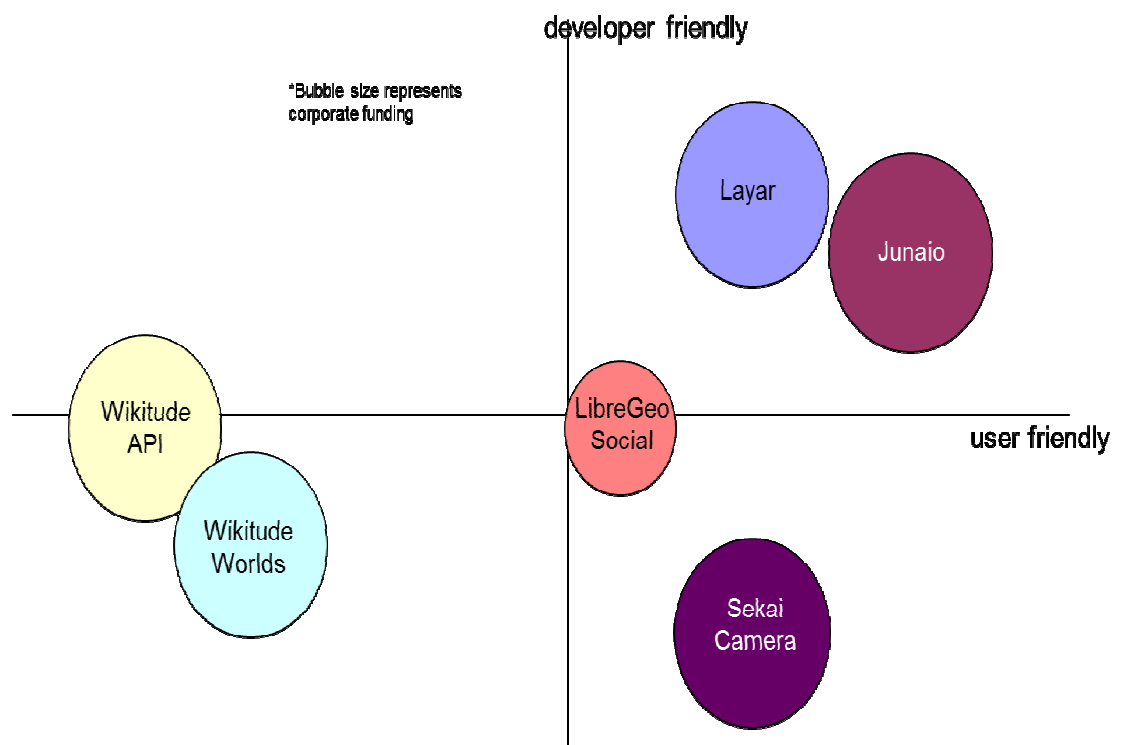 developer friendly
*Bubble size represents
corporate funding
Layar
Junaio
LibreGeo
Social
Wikitude
API
user friendly
Wikitude
Worlds
Sekai
Camera